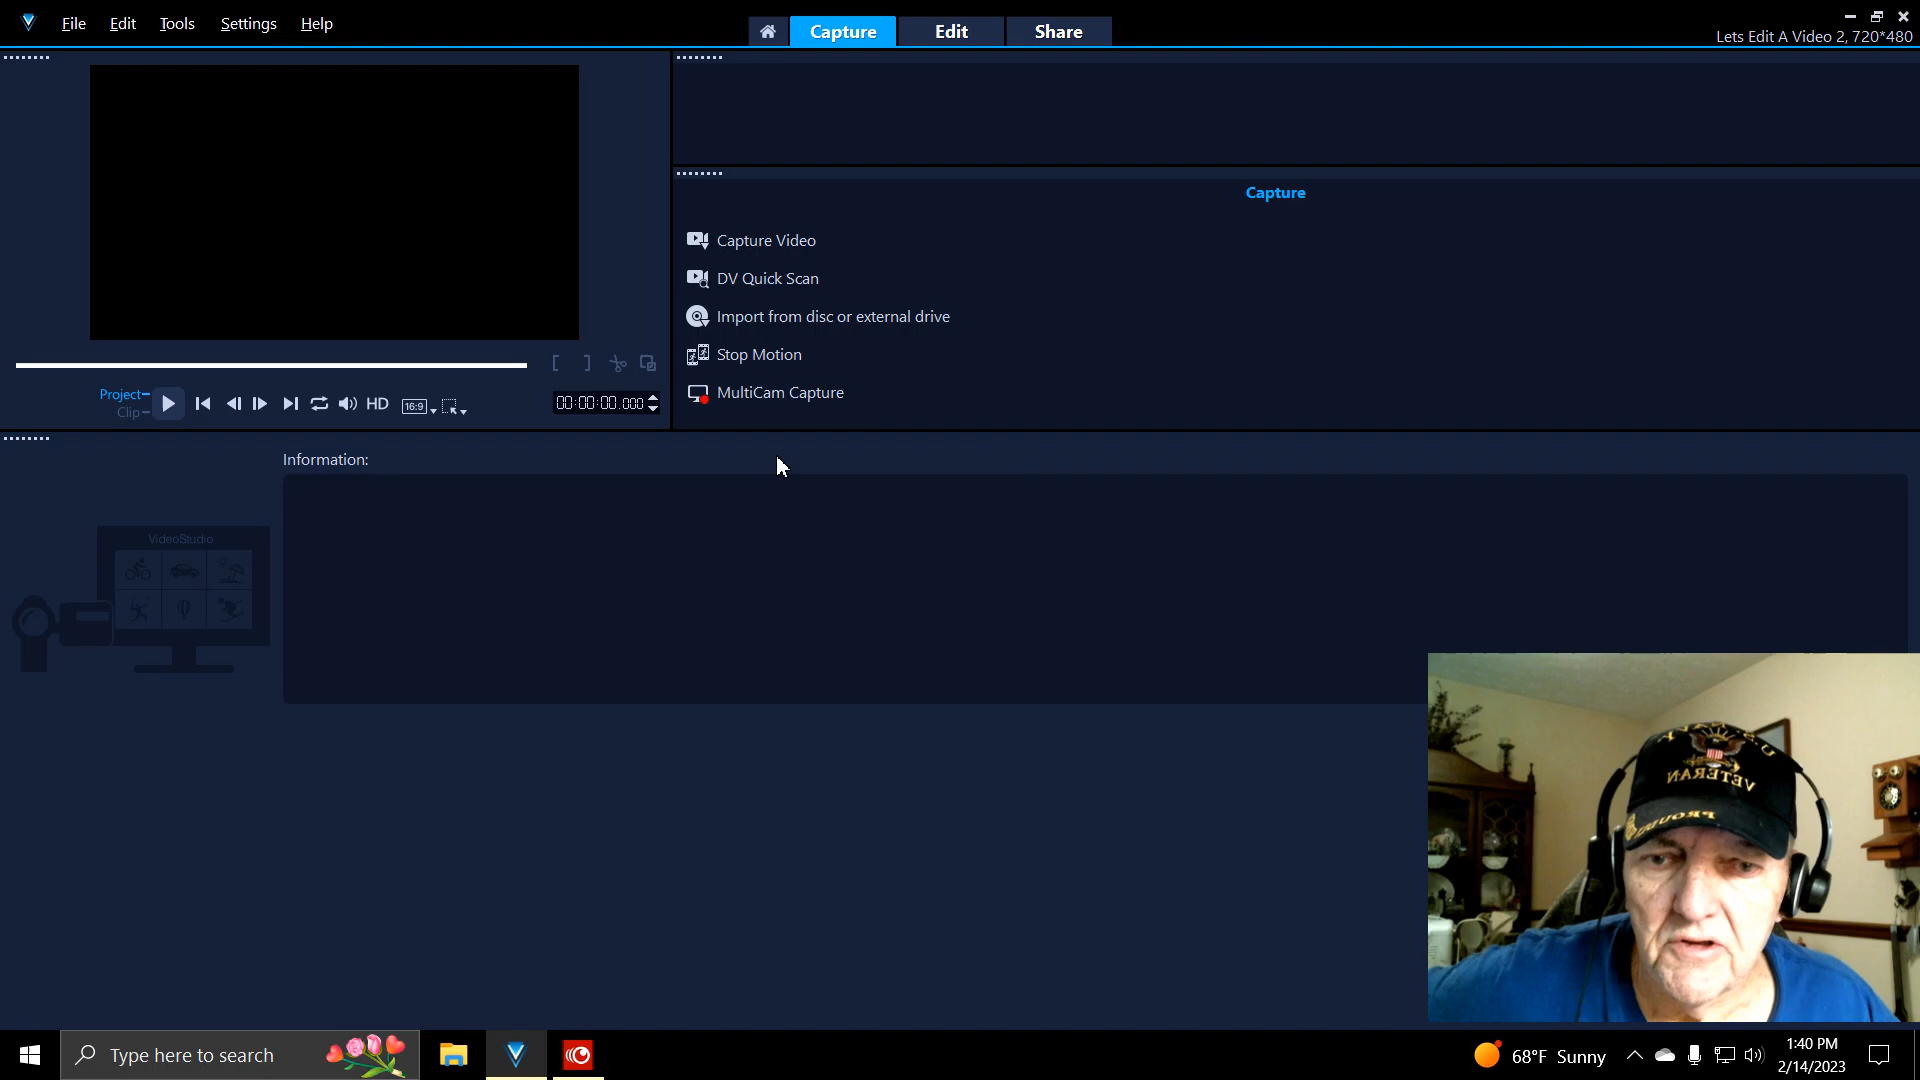 File Edit Tools Settings Help
Capture Edit Share
Lets Edit A Video 2, 720*480
Capture
Capture Video
DV Quick Scan
Import from disc or external drive
Stop Motion
MultiCam Capture
Project
Clip
HD
16:9
00:00:00.000
Information:
VideoStudio
VETERAN
Type here to search
68°F Sunny
1:40 PM
2/14/2023